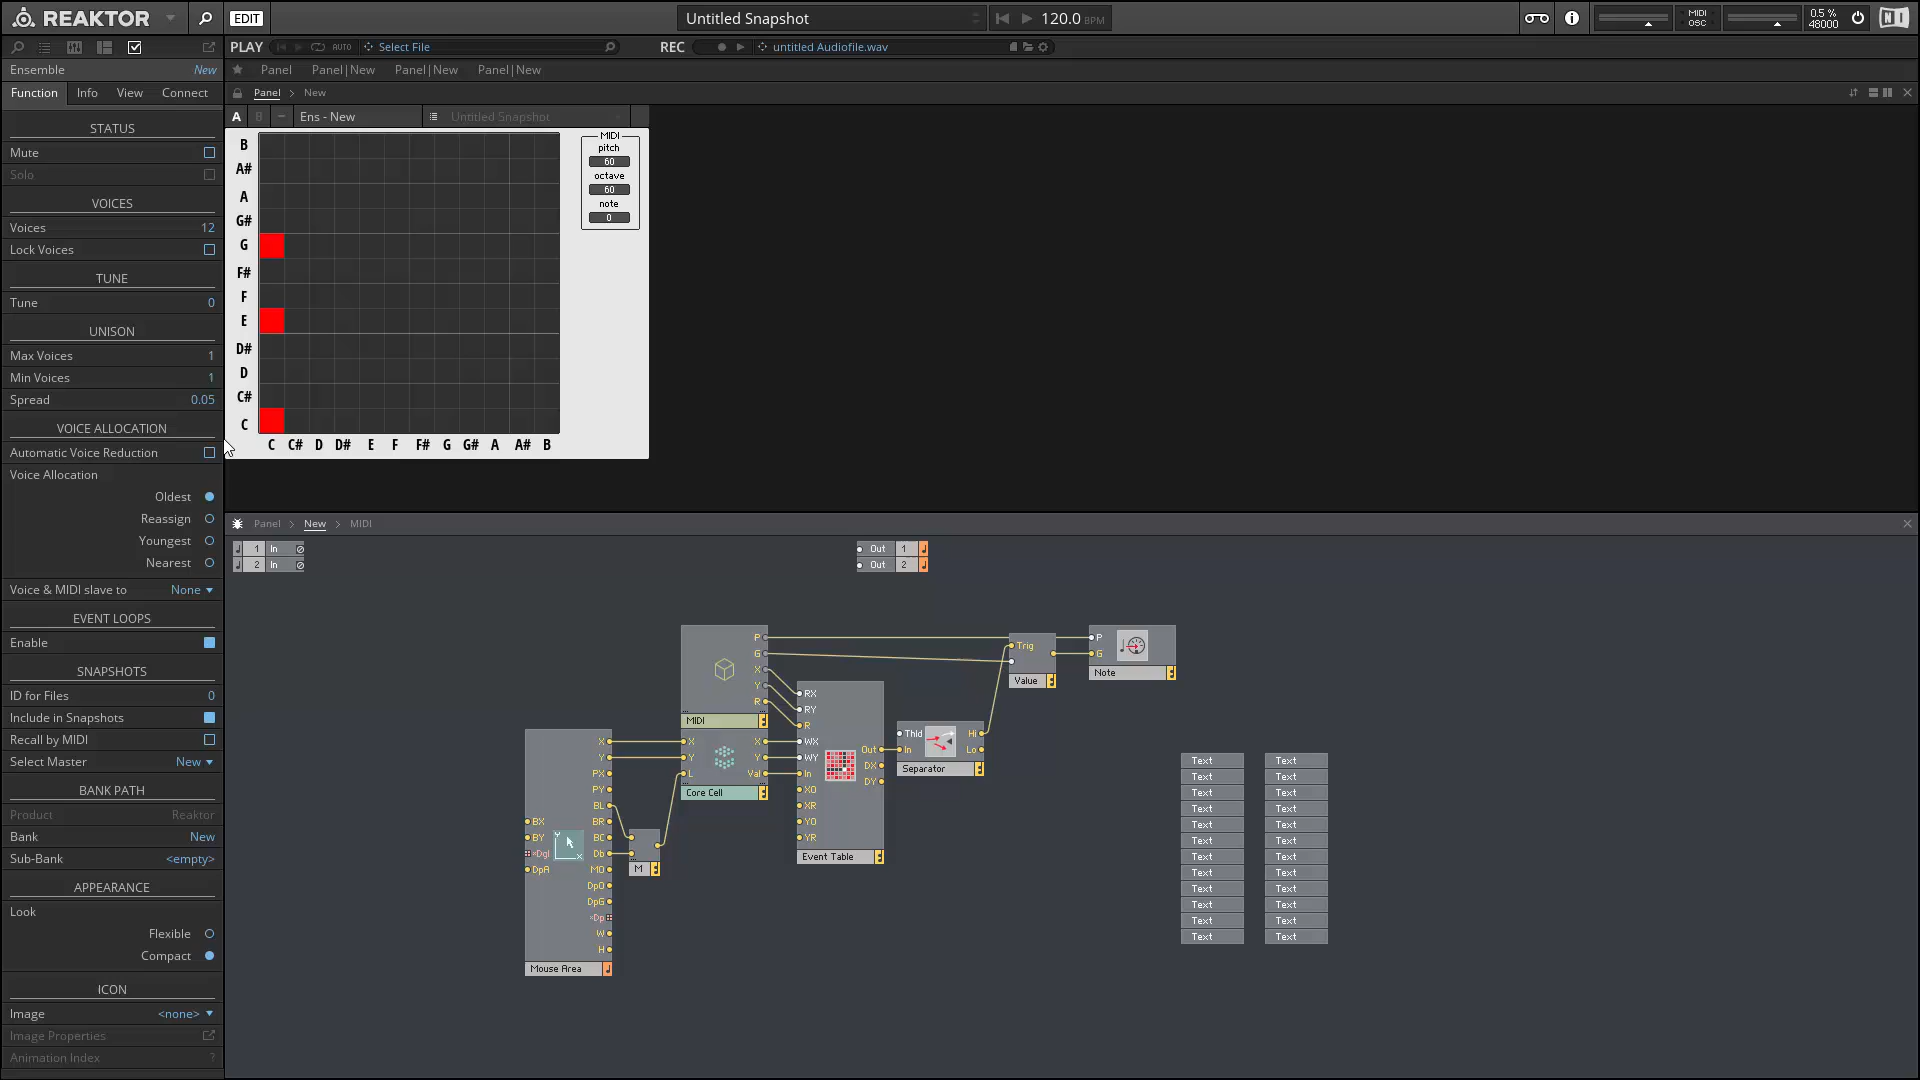 REAKTOR
EDIT
Untitled Snapshot
120.0 BPM
MIDI
OSC
0.5 %
48000
PLAY
AUTO
Select File
REC
untitled Audiofile.wav
Ensemble
New
Panel
Panel|New
Panel|New
Panel|New
Function
Info
View
Connect
Panel > New
A
B
Ens - New
Untitled Snapshot
STATUS
Mute
Solo
VOICES
Voices 12
Lock Voices
TUNE
Tune 0
UNISON
Max Voices 1
Min Voices 1
Spread 0.05
VOICE ALLOCATION
Automatic Voice Reduction
Voice Allocation
Oldest
Reassign
Youngest
Nearest
Voice & MIDI slave to None
EVENT LOOPS
Enable
SNAPSHOTS
ID for Files 0
Include in Snapshots
Recall by MIDI
Select Master New
BANK PATH
Product Reaktor
Bank New
Sub-Bank <empty>
APPEARANCE
Look
Flexible
Compact
ICON
Image <none>
Image Properties
Animation Index ?
B
A#
A
G#
G
F#
F
E
D#
D
C#
C
C C# D D# E F F# G G# A A# B
MIDI
pitch
60
octave
60
note
0
Panel > New > MIDI
1 In
2 In
Out 1
Out 2
P
G
X
Y
R
MIDI
X X
Y Y
L Val
Core Cell
X
Y
PX
PY
BL
BX BR
BY BC
Dgl Db
DpA MO
DpO
DpG
Dp
W
H
Mouse Area
M
RX
RY
R
WX
WY Out
In DX
XO DY
XR
YO
YR
Event Table
Thld Hi
In Lo
Separator
Trig
Value
P
G
Note
Text Text
Text Text
Text Text
Text Text
Text Text
Text Text
Text Text
Text Text
Text Text
Text Text
Text Text
Text Text